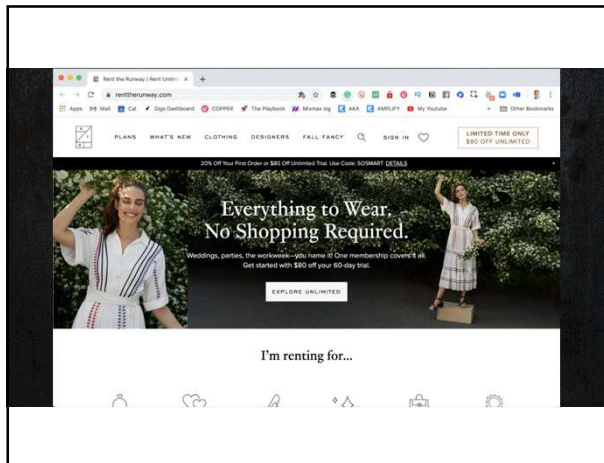 Rent the Runway | Rent Unlimi
renttherunway.com
Apps M Mail Cal Gigs Dashboard COPPER The Playbook Mixmax sig AKA AMPLIFY My Youtube » Other Bookmarks
PLANS WHAT'S NEW CLOTHING DESIGNERS FALL FANCY SIGN IN
LIMITED TIME ONLY
$80 OFF UNLIMITED
20% Off Your First Order or $80 Off Unlimited Trial. Use Code: SOSMART DETAILS
Everything to Wear.
No Shopping Required.
Weddings, parties, the workweek—you name it! One membership covers it all.
Get started with $80 off your 60-day trial.
EXPLORE UNLIMITED
I'm renting for...